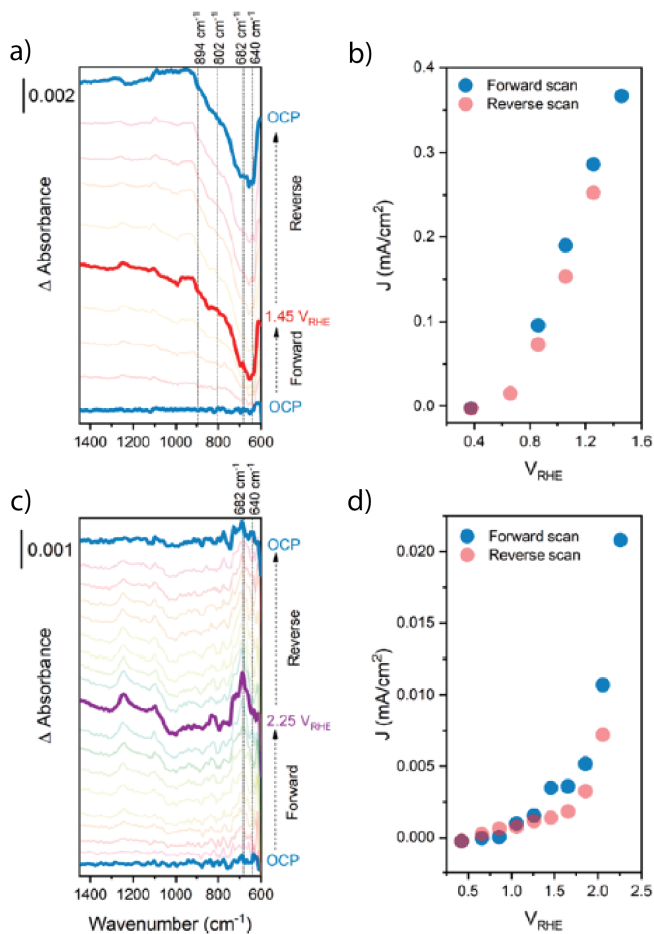 a)
894 cm⁻¹
802 cm⁻¹
682 cm⁻¹
640 cm⁻¹
0.002
OCP
Reverse
1.45 V_RHE
Forward
OCP
Δ Absorbance
1400 1200 1000 800 600
b)
Forward scan
Reverse scan
J (mA/cm²)
0.4
0.3
0.2
0.1
0.0
0.4 0.8 1.2 1.6
V_RHE
c)
682 cm⁻¹
640 cm⁻¹
0.001
OCP
Reverse
2.25 V_RHE
Forward
OCP
Δ Absorbance
1400 1200 1000 800 600
Wavenumber (cm⁻¹)
d)
Forward scan
Reverse scan
J (mA/cm²)
0.020
0.015
0.010
0.005
0.000
0.5 1.0 1.5 2.0 2.5
V_RHE